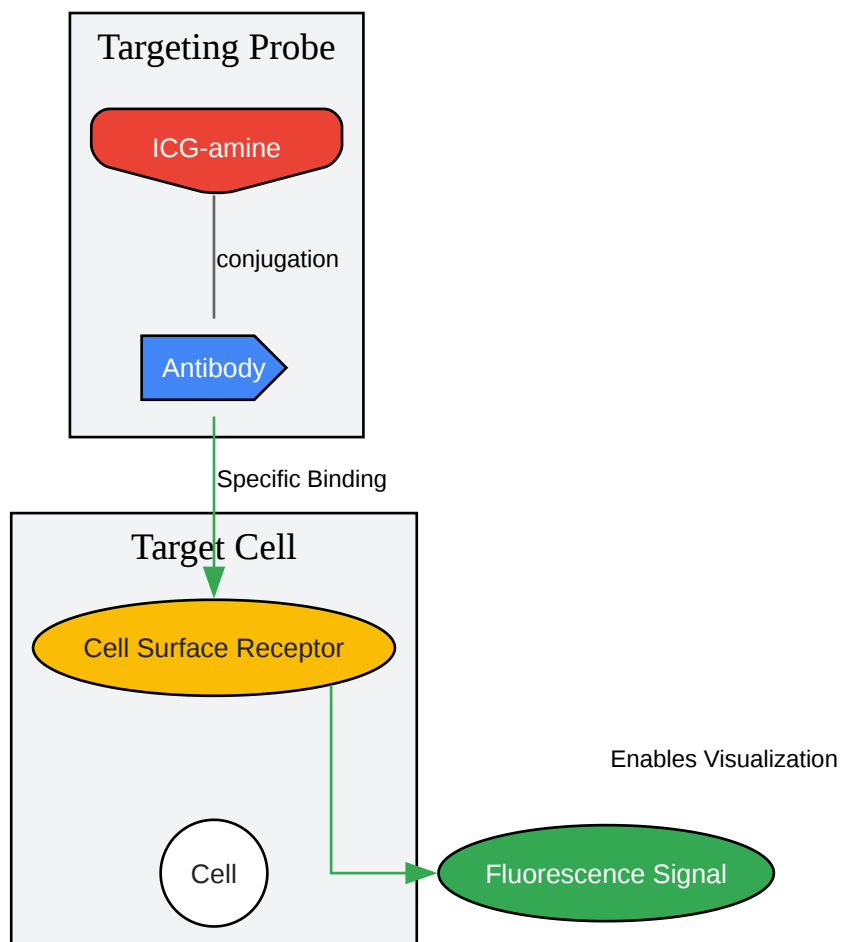 Targeting Probe
ICG-amine
conjugation
Antibody
Specific Binding
Target Cell
Cell Surface Receptor
Enables Visualization
Cell
Fluorescence Signal